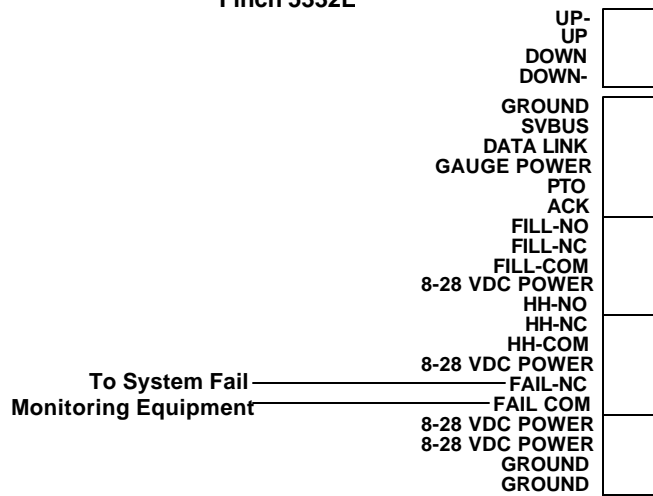 UP-
UP
DOWN
DOWN-
GROUND
SVBUS
DATA LINK
GAUGE POWER
PTO
ACK
FILL-NO
FILL-NC
FILL-COM
8-28 VDC POWER
HH-NO
HH-NC
HH-COM
8-28 VDC POWER
To System Fail
FAIL-NC
Monitoring Equipment
FAIL COM
8-28 VDC POWER
8-28 VDC POWER
GROUND
GROUND